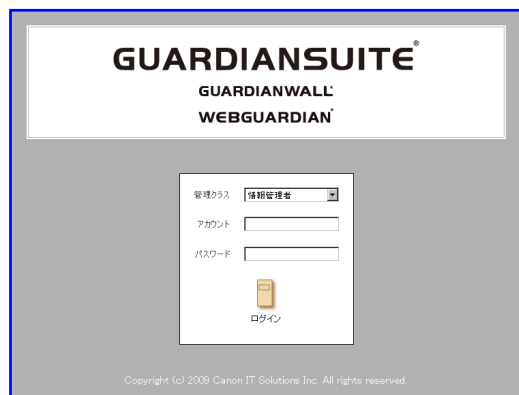 GUARDIANSUITE®
GUARDIANWALL®
WEBGUARDIAN®
管理クラス 情報管理者
アカウント
パスワード
ログイン
Copyright (c) 2009 Canon IT Solutions Inc. All rights reserved.